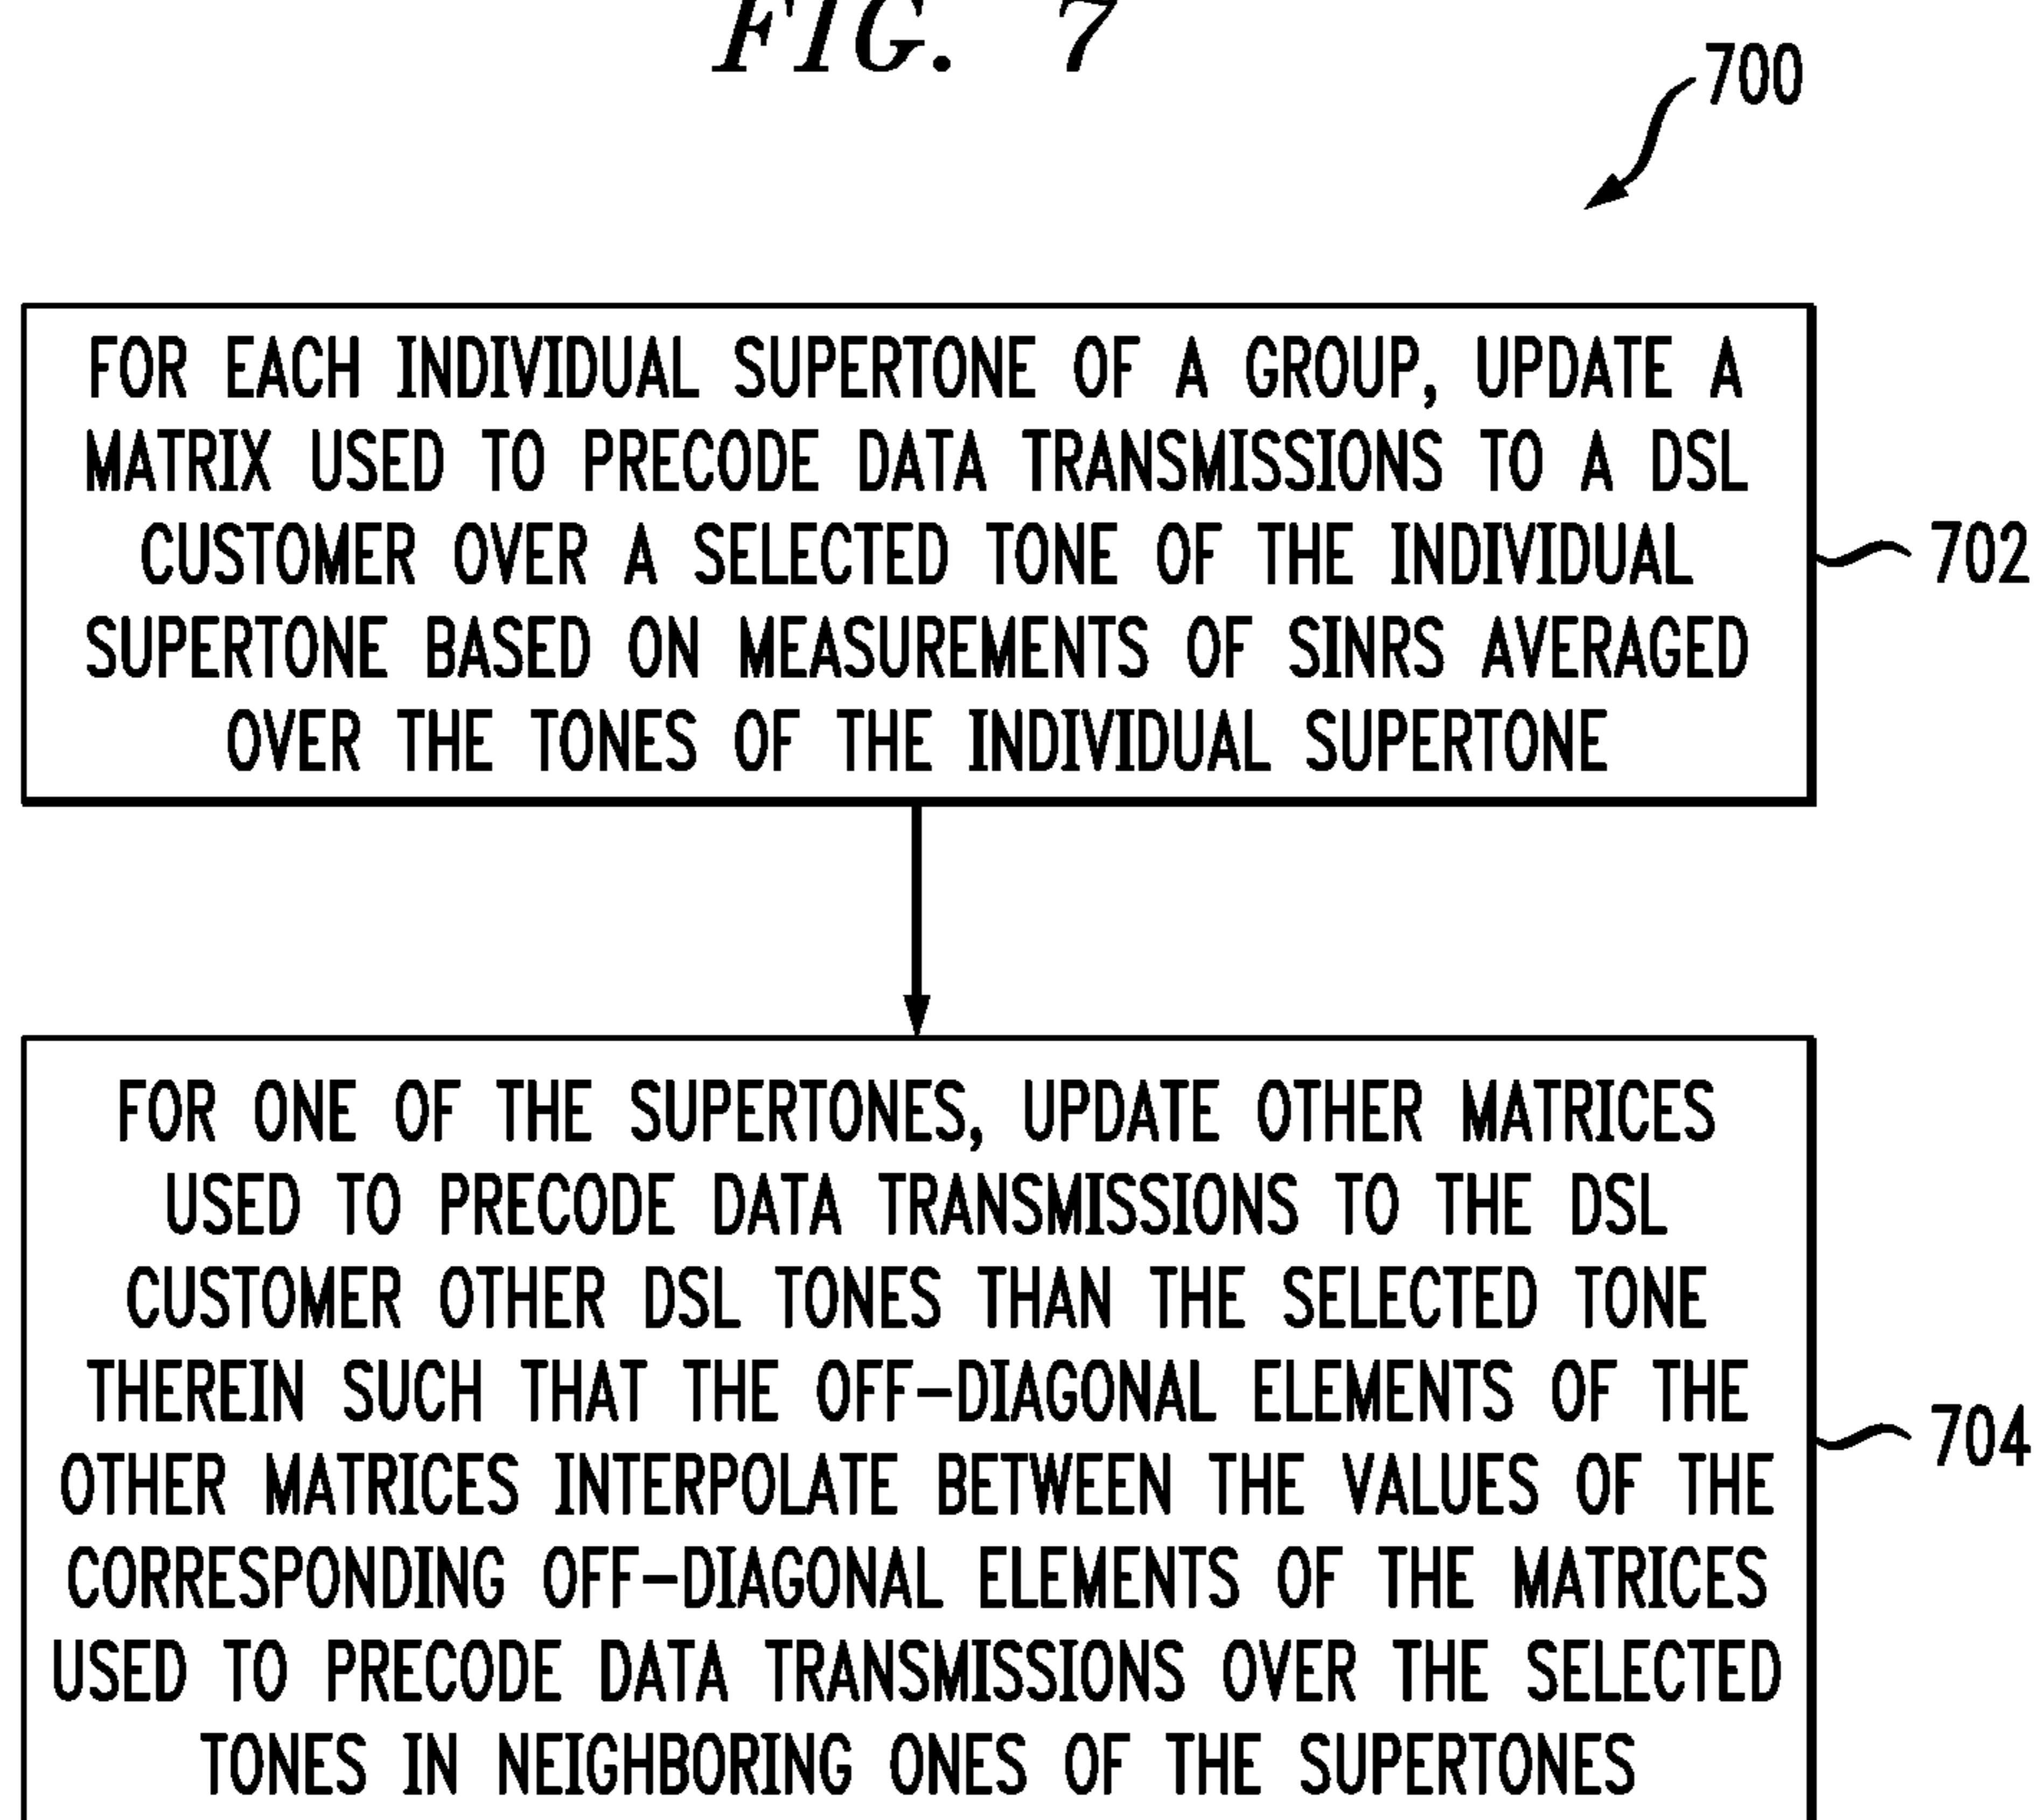 FIG. 7
700
FOR EACH INDIVIDUAL SUPERTONE OF A GROUP, UPDATE A
MATRIX USED TO PRECODE DATA TRANSMISSIONS TO A DSL
CUSTOMER OVER A SELECTED TONE OF THE INDIVIDUAL
SUPERTONE BASED ON MEASUREMENTS OF SINRS AVERAGED
OVER THE TONES OF THE INDIVIDUAL SUPERTONE
702
FOR ONE OF THE SUPERTONES, UPDATE OTHER MATRICES
USED TO PRECODE DATA TRANSMISSIONS TO THE DSL
CUSTOMER OTHER DSL TONES THAN THE SELECTED TONE
THEREIN SUCH THAT THE OFF-DIAGONAL ELEMENTS OF THE
OTHER MATRICES INTERPOLATE BETWEEN THE VALUES OF THE
CORRESPONDING OFF-DIAGONAL ELEMENTS OF THE MATRICES
USED TO PRECODE DATA TRANSMISSIONS OVER THE SELECTED
TONES IN NEIGHBORING ONES OF THE SUPERTONES
704